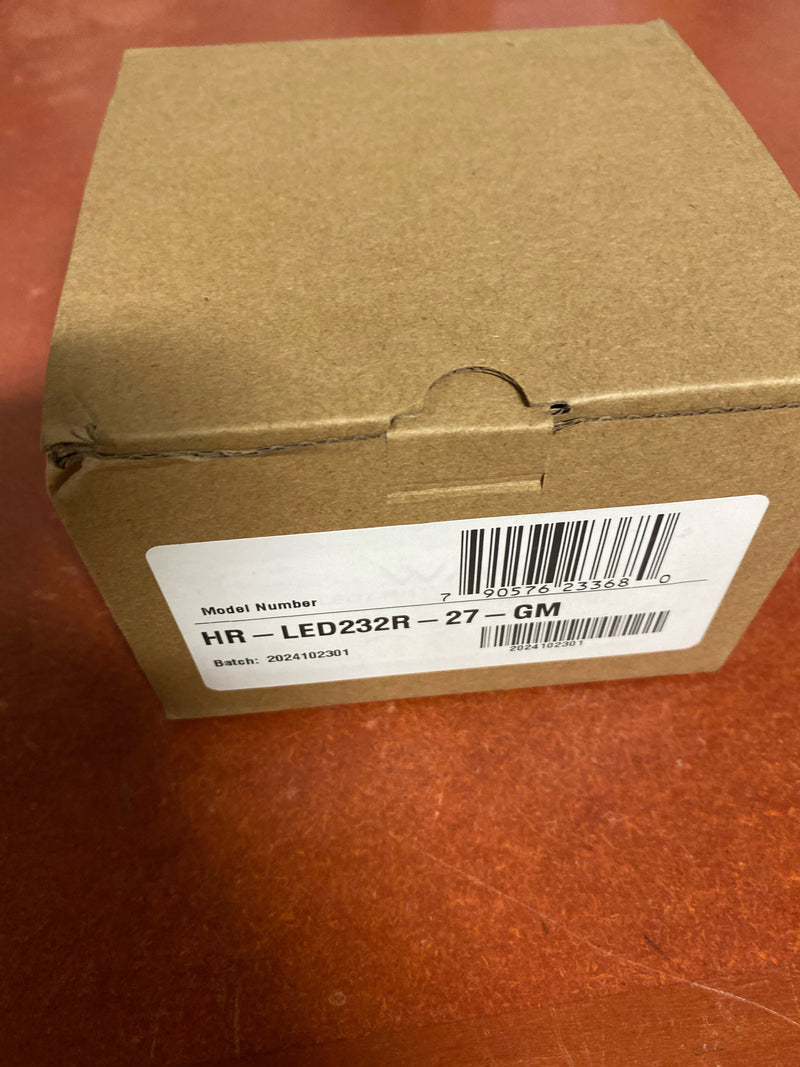 7 90576 23368 0
Model Number
HR-LED232R-27-GM
Batch: 2024102301
2024102301